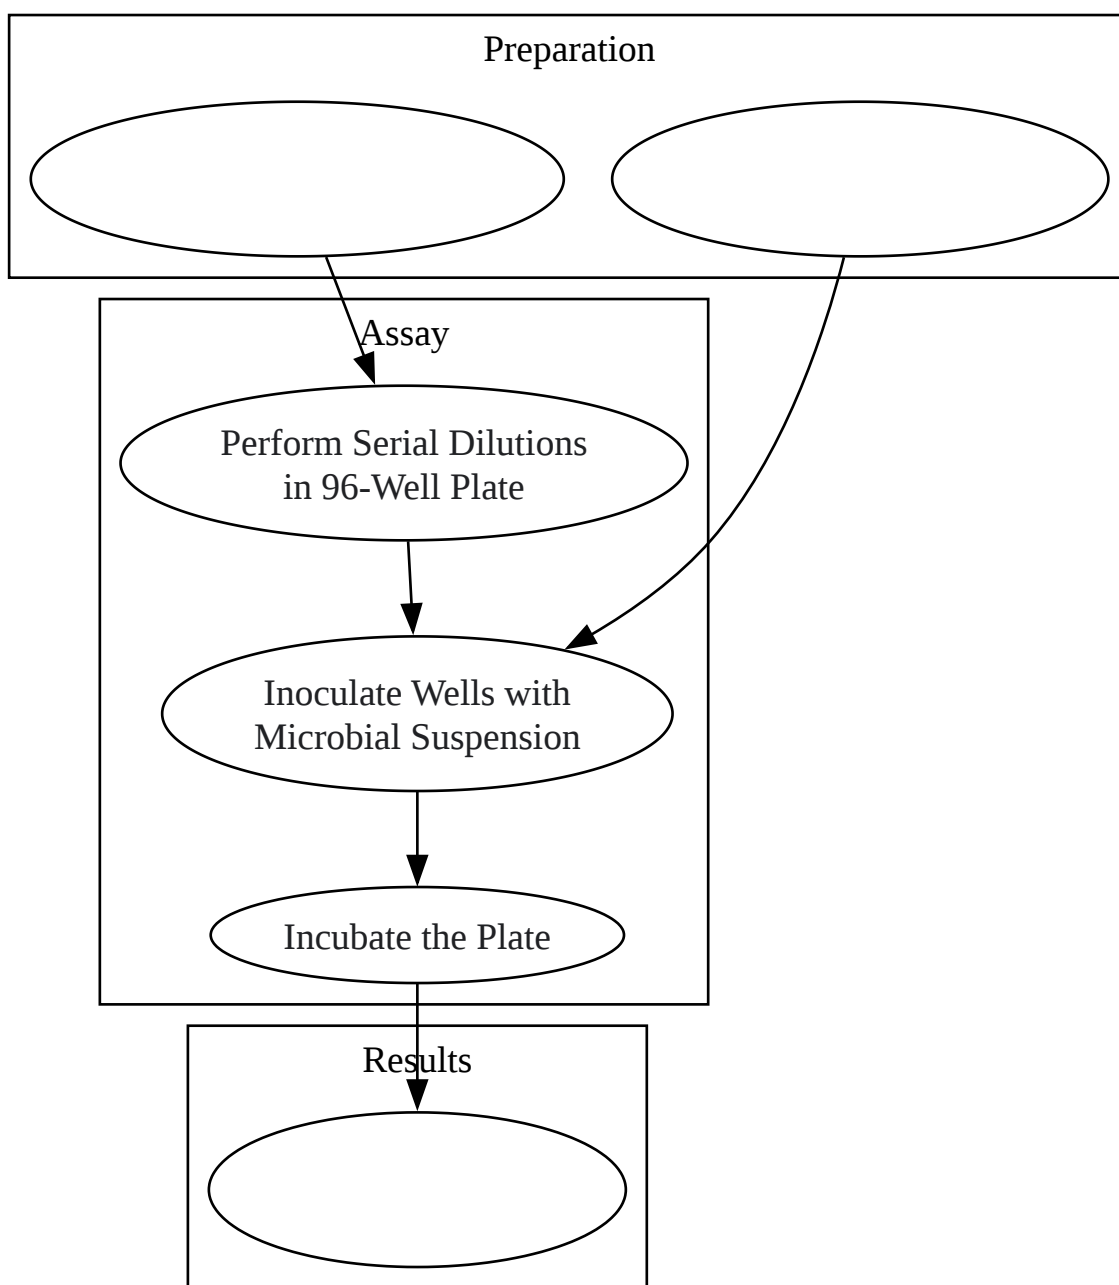 Preparation
Assay
Perform Serial Dilutions
in 96-Well Plate
Inoculate Wells with
Microbial Suspension
Incubate the Plate
Results